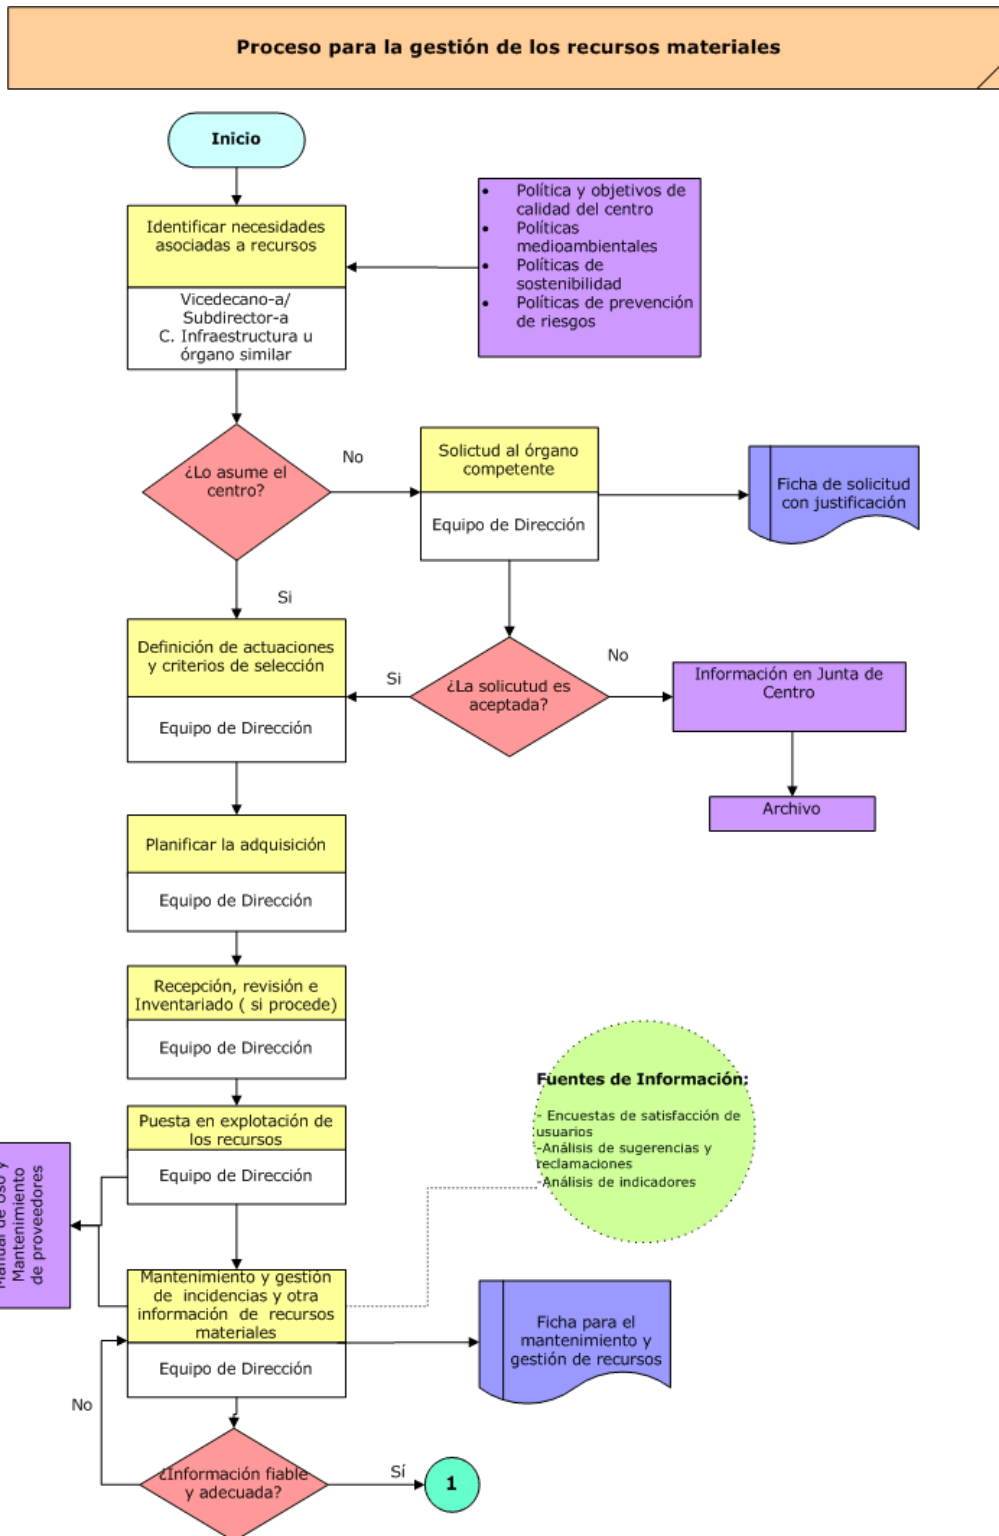 Proceso para la gestión de los recursos materiales
Inicio
Identificar necesidades
asociadas a recursos
Vicedecano-a/
Subdirector-a
C. Infraestructura u
órgano similar
• Política y objetivos de
calidad del centro
• Políticas
medioambientales
• Políticas de
sostenibilidad
• Políticas de prevención
de riesgos
¿Lo asume el
centro?
No
Solictud al órgano
competente
Equipo de Dirección
Ficha de solicitud
con justificación
Si
Definición de actuaciones
y criterios de selección
Equipo de Dirección
Si
¿La solicutud es
aceptada?
No
Información en Junta de
Centro
Archivo
Planificar la adquisición
Equipo de Dirección
Recepción, revisión e
Inventariado ( si procede)
Equipo de Dirección
Puesta en explotación de
los recursos
Equipo de Dirección
Fuentes de Información:
- Encuestas de satisfacción de
usuarios
-Análisis de sugerencias y
reclamaciones
-Análisis de indicadores
Manual de Uso y
Mantenimiento
de proveedores
Mantenimiento y gestión
de incidencias y otra
información de recursos
materiales
Equipo de Dirección
Ficha para el
mantenimiento y
gestión de recursos
No
¿Información fiable
y adecuada?
Sí
1